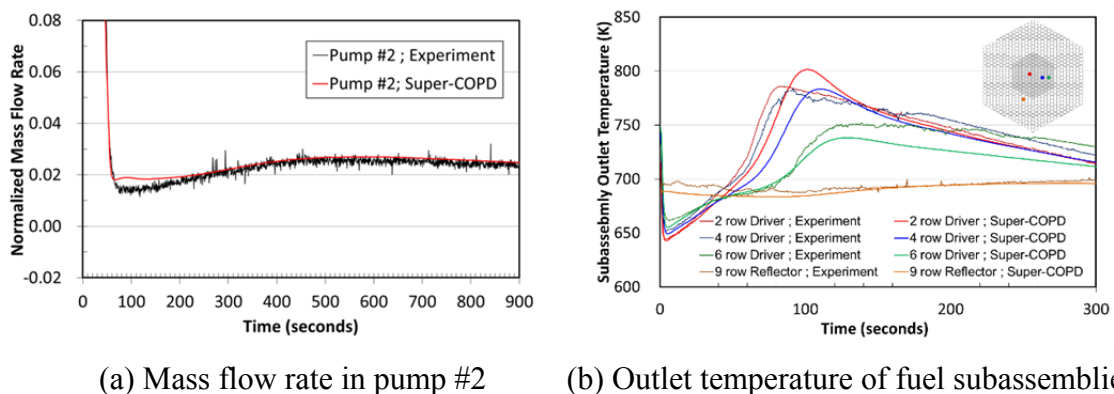 0.08
0.06
0.04
0.02
0.00
-0.02
Normalized Mass Flow Rate
Pump #2 ; Experiment
Pump #2; Super-COPD
0 100 200 300 400 500 600 700 800 900
Time (seconds)
(a) Mass flow rate in pump #2
850
800
750
700
650
600
Subassebmly Outlet Temperature (K)
2 row Driver ; Experiment 2 row Driver ; Super-COPD
4 row Driver ; Experiment 4 row Driver ; Super-COPD
6 row Driver ; Experiment 6 row Driver ; Super-COPD
9 row Reflector ; Experiment 9 row Reflector ; Super-COPD
0 100 200 300
Time (seconds)
(b) Outlet temperature of fuel subassemblie